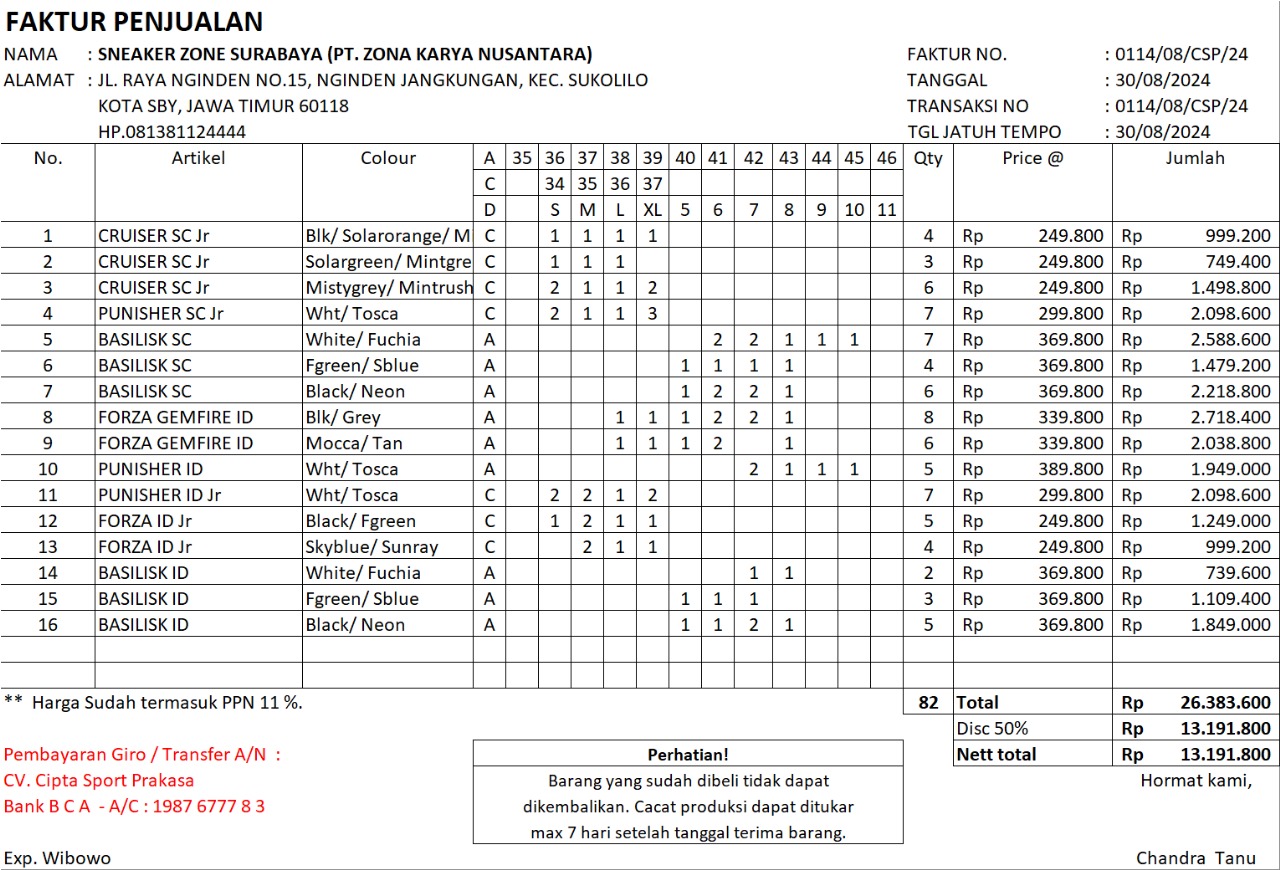 FAKTUR PENJUALAN
NAMA : SNEAKER ZONE SURABAYA (PT. ZONA KARYA NUSANTARA) FAKTUR NO. : 0114/08/CSP/24
ALAMAT : JL. RAYA NGINDEN NO.15, NGINDEN JANGKUNGAN, KEC. SUKOLILO TANGGAL : 30/08/2024
KOTA SBY, JAWA TIMUR 60118 TRANSAKSI NO : 0114/08/CSP/24
HP.081381124444 TGL JATUH TEMPO : 30/08/2024
No. Artikel Colour A 35 36 37 38 39 40 41 42 43 44 45 46 Qty Price @ Jumlah
C 34 35 36 37
D S M L XL 5 6 7 8 9 10 11
1 CRUISER SC Jr Blk/ Solarorange/ M C 1 1 1 1 4 Rp 249.800 Rp 999.200
2 CRUISER SC Jr Solargreen/ Mintgre C 1 1 1 3 Rp 249.800 Rp 749.400
3 CRUISER SC Jr Mistygrey/ Mintrush C 2 1 1 2 6 Rp 249.800 Rp 1.498.800
4 PUNISHER SC Jr Wht/ Tosca C 2 1 1 3 7 Rp 299.800 Rp 2.098.600
5 BASILISK SC White/ Fuchia A 2 2 1 1 1 7 Rp 369.800 Rp 2.588.600
6 BASILISK SC Fgreen/ Sblue A 1 1 1 1 4 Rp 369.800 Rp 1.479.200
7 BASILISK SC Black/ Neon A 1 2 2 1 6 Rp 369.800 Rp 2.218.800
8 FORZA GEMFIRE ID Blk/ Grey A 1 1 1 2 2 1 8 Rp 339.800 Rp 2.718.400
9 FORZA GEMFIRE ID Mocca/ Tan A 1 1 1 2 1 6 Rp 339.800 Rp 2.038.800
10 PUNISHER ID Wht/ Tosca A 2 1 1 1 5 Rp 389.800 Rp 1.949.000
11 PUNISHER ID Jr Wht/ Tosca C 2 2 1 2 7 Rp 299.800 Rp 2.098.600
12 FORZA ID Jr Black/ Fgreen C 1 2 1 1 5 Rp 249.800 Rp 1.249.000
13 FORZA ID Jr Skyblue/ Sunray C 2 1 1 4 Rp 249.800 Rp 999.200
14 BASILISK ID White/ Fuchia A 1 1 2 Rp 369.800 Rp 739.600
15 BASILISK ID Fgreen/ Sblue A 1 1 1 3 Rp 369.800 Rp 1.109.400
16 BASILISK ID Black/ Neon A 1 1 2 1 5 Rp 369.800 Rp 1.849.000
** Harga Sudah termasuk PPN 11 %. 82 Total Rp 26.383.600
Disc 50% Rp 13.191.800
Pembayaran Giro / Transfer A/N : Perhatian! Nett total Rp 13.191.800
CV. Cipta Sport Prakasa Barang yang sudah dibeli tidak dapat Hormat kami,
Bank B C A - A/C : 1987 6777 8 3 dikembalikan. Cacat produksi dapat ditukar
max 7 hari setelah tanggal terima barang.
Exp. Wibowo Chandra Tanu